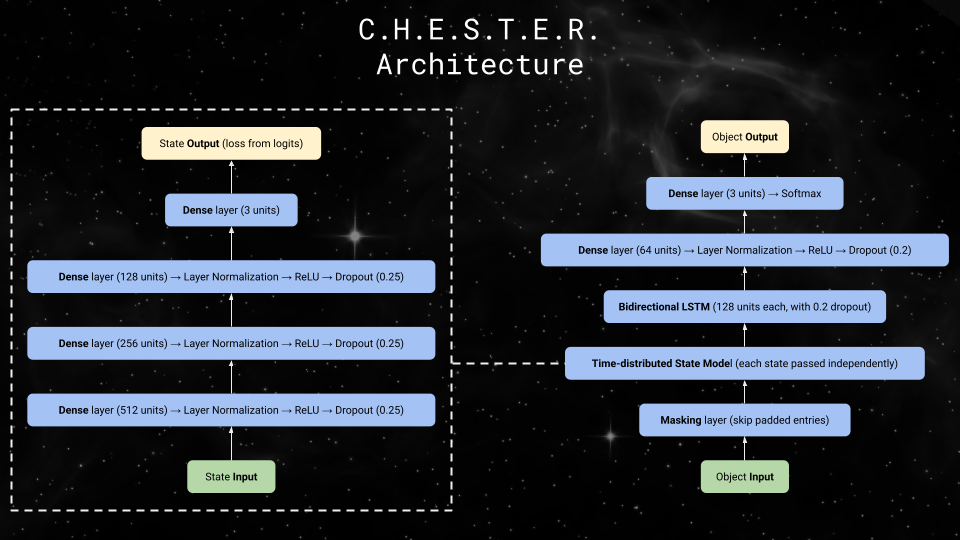 C.H.E.S.T.E.R.
Architecture
State Output (loss from logits)
Dense layer (3 units)
Dense layer (128 units) → Layer Normalization → ReLU → Dropout (0.25)
Dense layer (256 units) → Layer Normalization → ReLU → Dropout (0.25)
Dense layer (512 units) → Layer Normalization → ReLU → Dropout (0.25)
State Input
Object Output
Dense layer (3 units) → Softmax
Dense layer (64 units) → Layer Normalization → ReLU → Dropout (0.2)
Bidirectional LSTM (128 units each, with 0.2 dropout)
Time-distributed State Model (each state passed independently)
Masking layer (skip padded entries)
Object Input